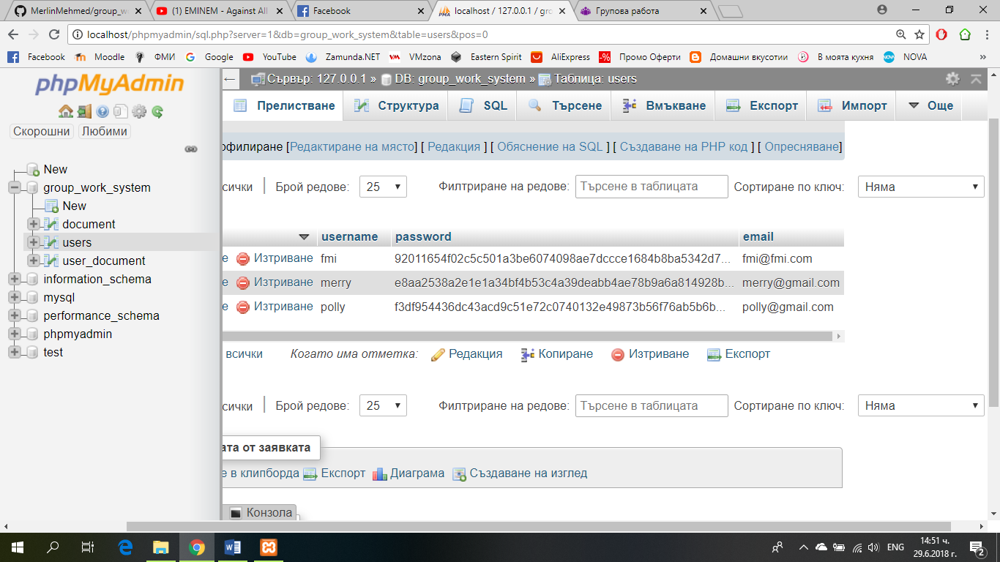 MerlinMehmed/group_w
(1) EMINEM - Against All
Facebook
localhost / 127.0.0.1 / gro
Групова работа
localhost/phpmyadmin/sql.php?server=1&db=group_work_system&table=users&pos=0
Facebook Moodle ФМИ Google YouTube Zamunda.NET VMzona Eastern Spirit AliExpress Промо Оферти Домашни вкусотии В моята кухня NOVA »
phpMyAdmin
Скорошни Любими
New
group_work_system
New
document
users
user_document
information_schema
mysql
performance_schema
phpmyadmin
test
Сървър: 127.0.0.1 » DB: group_work_system » Таблица: users
Прелистване Структура SQL Търсене Вмъкване Експорт Импорт Още
офилиране [Редактиране на място] [ Редакция ] [ Обяснение на SQL ] [ Създаване на PHP код ] [ Опресняване]
сички Брой редове: 25 Филтриране на редове: Търсене в таблицата Сортиране по ключ: Няма
username password email
е Изтриване fmi 92011654f02c5c501a3be6074098ae7dccce1684b8ba5342d7... fmi@fmi.com
е Изтриване merry e8aa2538a2e1e1a34bf4b53c4a39deabb4ae78b9a6a814928b... merry@gmail.com
е Изтриване polly f3df954436dc43acd9c51e72c0740132e49873b56f76ab5b6b... polly@gmail.com
всички Когато има отметка: Редакция Копиране Изтриване Експорт
сички Брой редове: 25 Филтриране на редове: Търсене в таблицата Сортиране по ключ: Няма
ата от заявката
е в клипборда Експорт Диаграма Създаване на изглед
Конзола
ENG
14:51 ч.
29.6.2018 г.
2